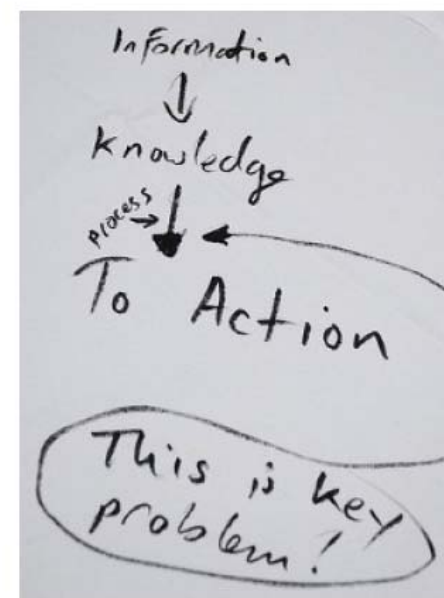 Information
Knowledge
process
To Action
This is key
problem!